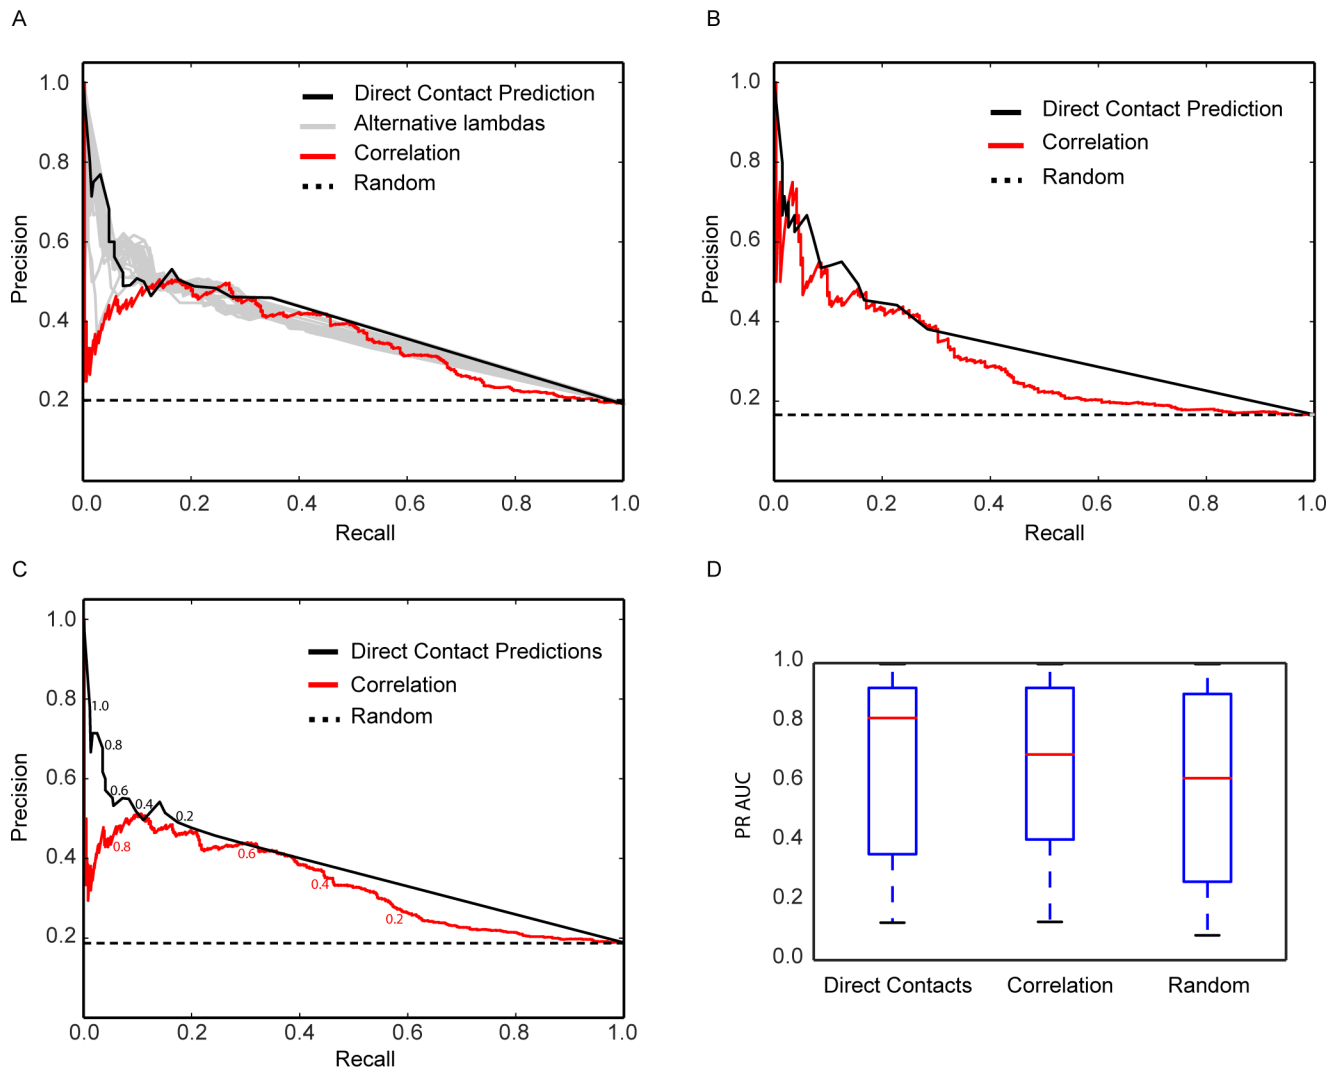 A
1.0
0.8
0.6
0.4
0.2
Precision
0.0 0.2 0.4 0.6 0.8 1.0
Recall
Direct Contact Prediction
Alternative lambdas
Correlation
Random
B
1.0
0.8
0.6
0.4
0.2
Precision
0.0 0.2 0.4 0.6 0.8 1.0
Recall
Direct Contact Prediction
Correlation
Random
C
1.0
0.8
0.6
0.4
0.2
Precision
0.0 0.2 0.4 0.6 0.8 1.0
Recall
Direct Contact Predictions
Correlation
Random
1.0
0.8
0.6
0.4
0.2
0.8
0.6
0.4
0.2
D
1.0
0.8
0.6
0.4
0.2
0.0
PR AUC
Direct Contacts Correlation Random